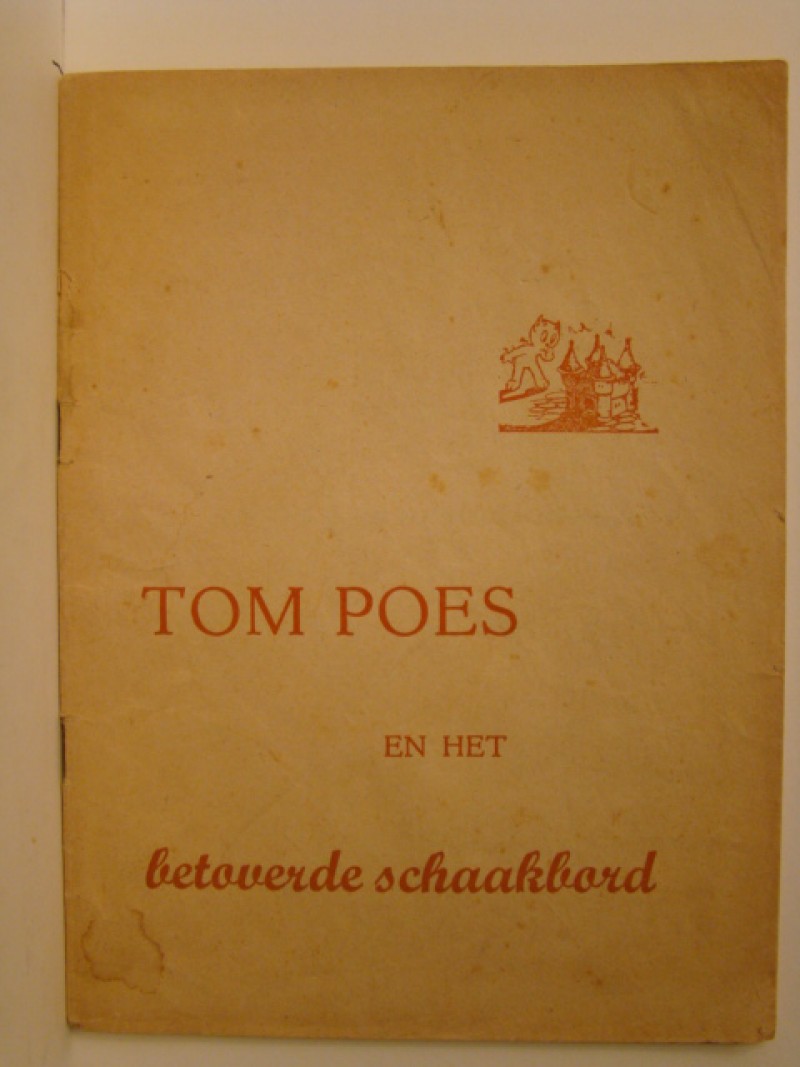 TOM POES
EN HET
betoverde schaakbord